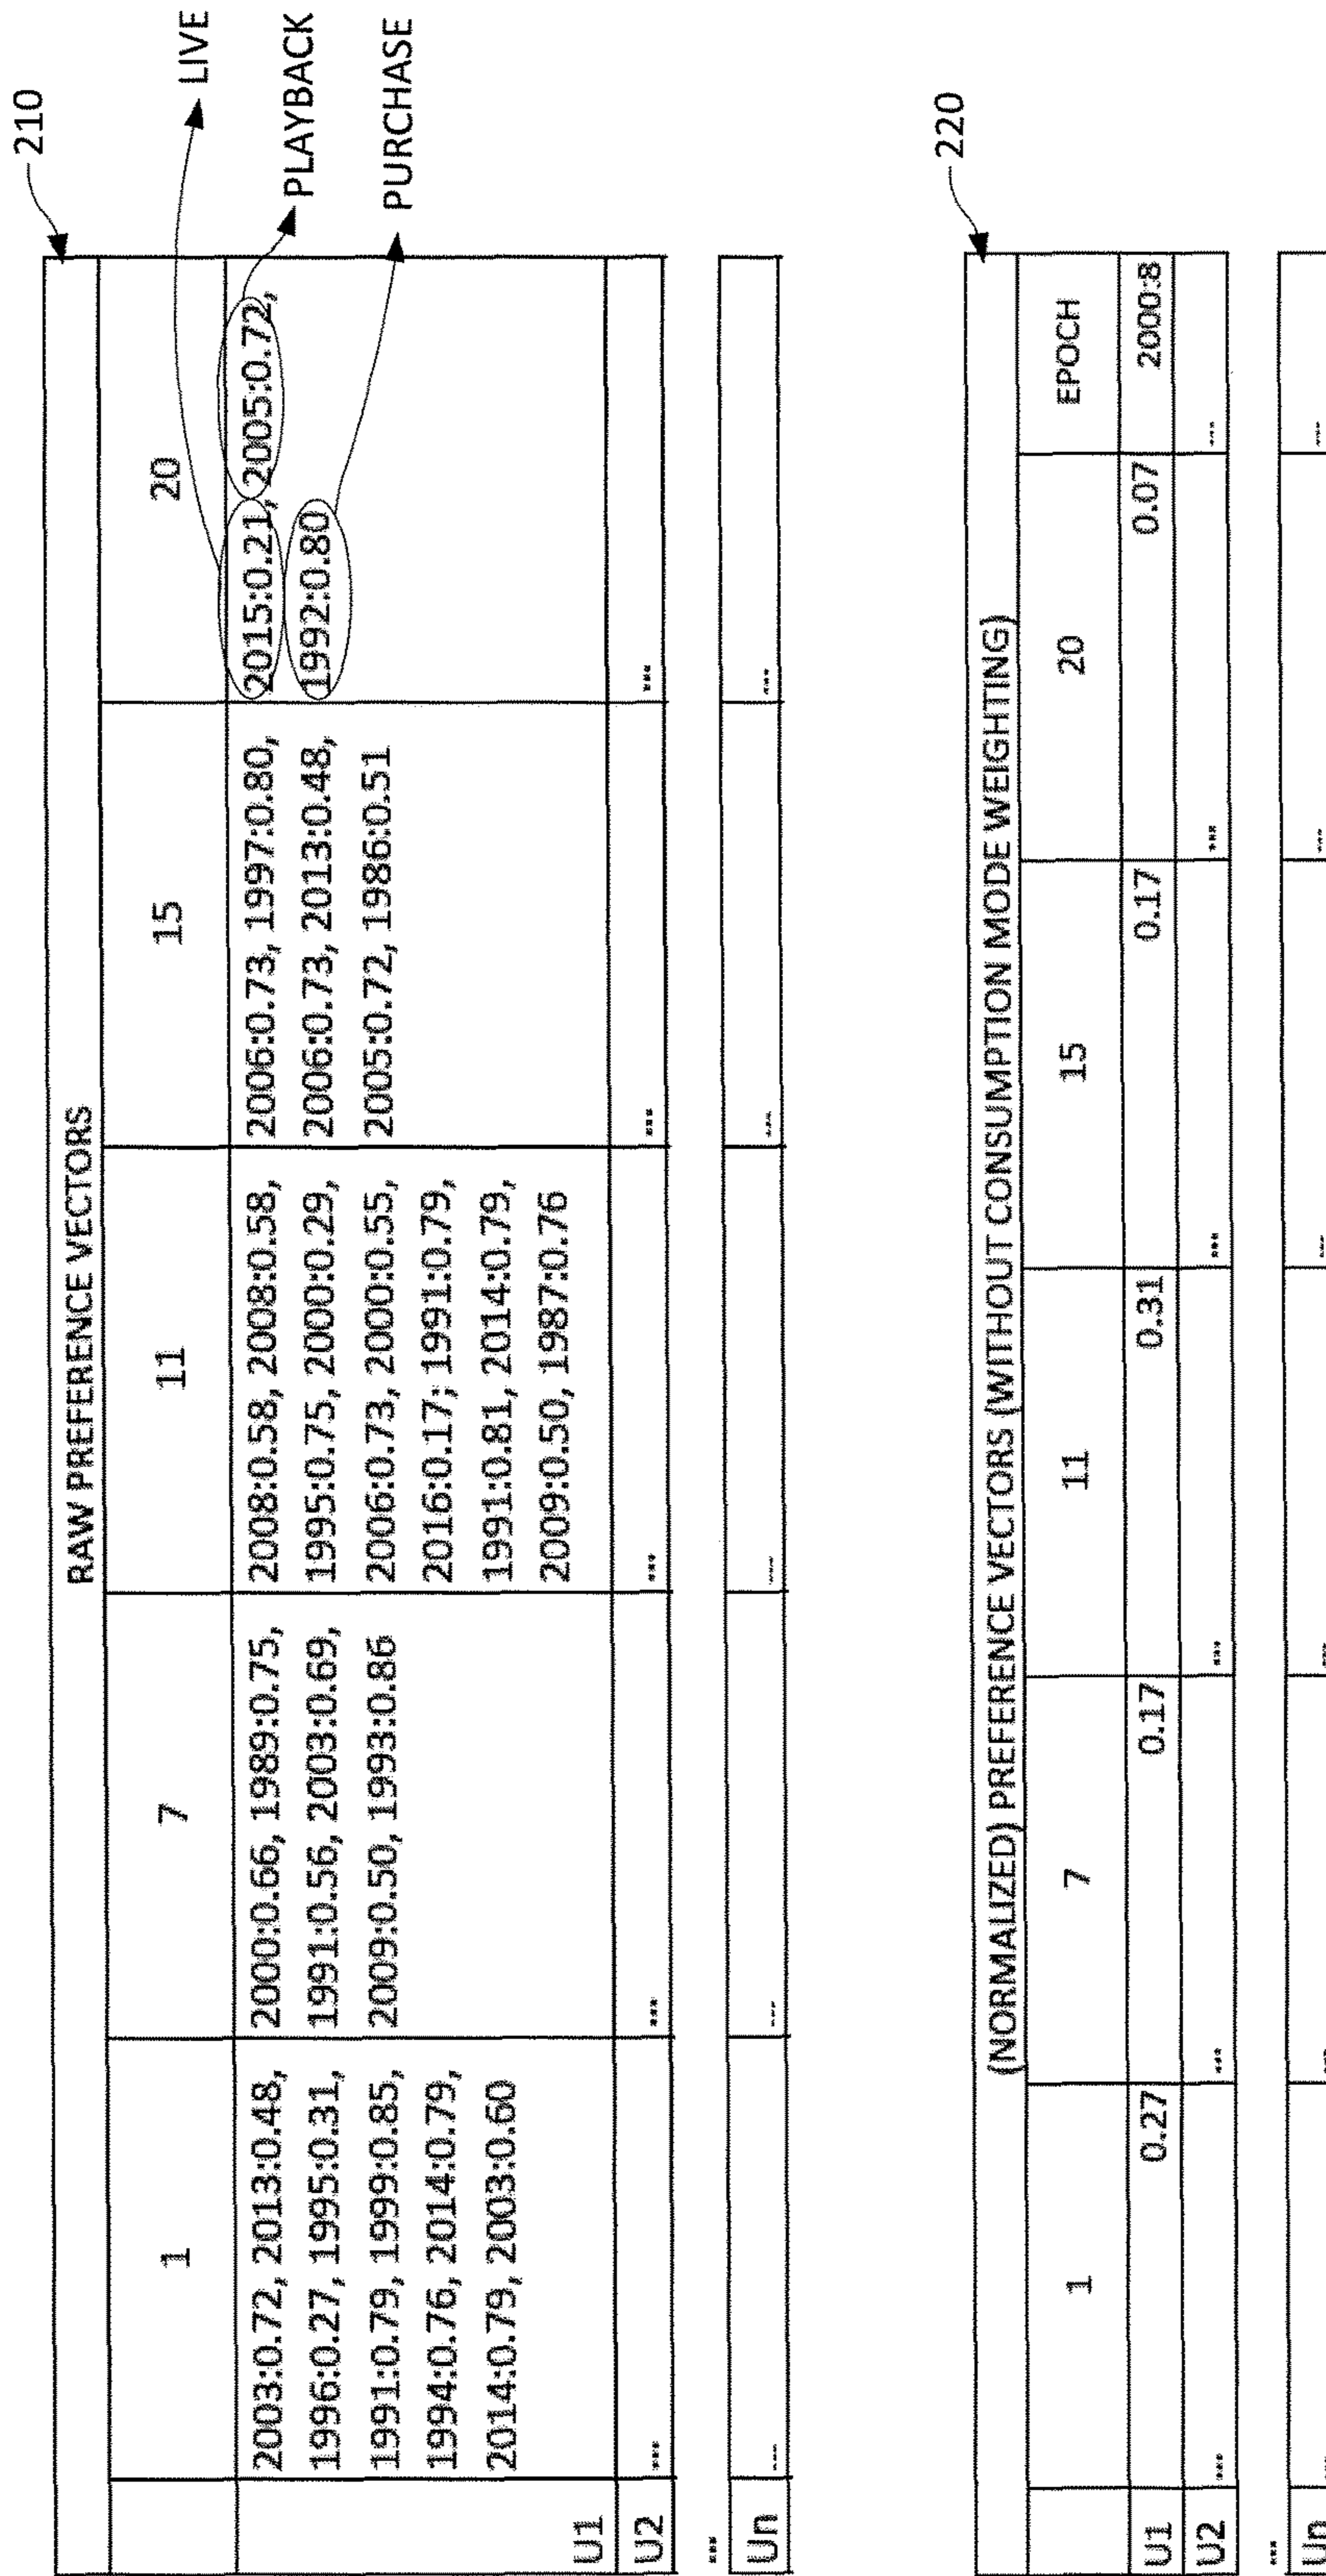 210
LIVE
PLAYBACK
PURCHASE
RAW PREFERENCE VECTORS
1 7 11 15 20
U1
2003:0.72, 2013:0.48,
1996:0.27, 1995:0.31,
1991:0.79, 1999:0.85,
1994:0.76, 2014:0.79,
2014:0.79, 2003:0.60
2000:0.66, 1989:0.75,
1991:0.56, 2003:0.69,
2009:0.50, 1993:0.86
2008:0.58, 2008:0.58,
1995:0.75, 2000:0.29,
2006:0.73, 2000:0.55,
2016:0.17; 1991:0.79,
1991:0.81, 2014:0.79,
2009:0.50, 1987:0.76
2006:0.73, 1997:0.80,
2006:0.73, 2013:0.48,
2005:0.72, 1986:0.51
2015:0.21, 2005:0.72,
1992:0.80
U2 ... ... ... ... ...
...
Un ... ... ... ... ...
220
(NORMALIZED) PREFERENCE VECTORS (WITHOUT CONSUMPTION MODE WEIGHTING)
1 7 11 15 20 EPOCH
U1 0.27 0.17 0.31 0.17 0.07 2000:8
U2 ... ... ... ... ... ...
...
Un ... ... ... ... ... ...